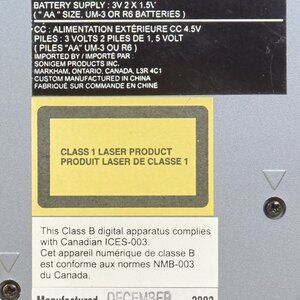 BATTERY SUPPLY : 3V 2 X 1.5V
( "AA" SIZE, UM-3 OR R6 BATTERIES )
CC : ALIMENTATION EXTÉRIEURE CC 4.5V
PILES : 3 VOLTS 2 PILES DE 1, 5 VOLT
( PILES "AA" UM-3 OU R6 )
IMPORTED BY / IMPORTÉ PAR :
SONIGEM PRODUCTS INC.
MARKHAM, ONTARIO, CANADA. L3R 4C1
CUSTOM MANUFACTURED IN CHINA
FABRIQUÉ SUR COMMANDE EN CHINE
CLASS 1 LASER PRODUCT
PRODUIT LASER DE CLASSE 1
This Class B digital apparatus complies
with Canadian ICES-003.
Cet appareil numérique de classe B
est conforme aux normes NMB-003
du Canada.
Manufactured DECEMBER